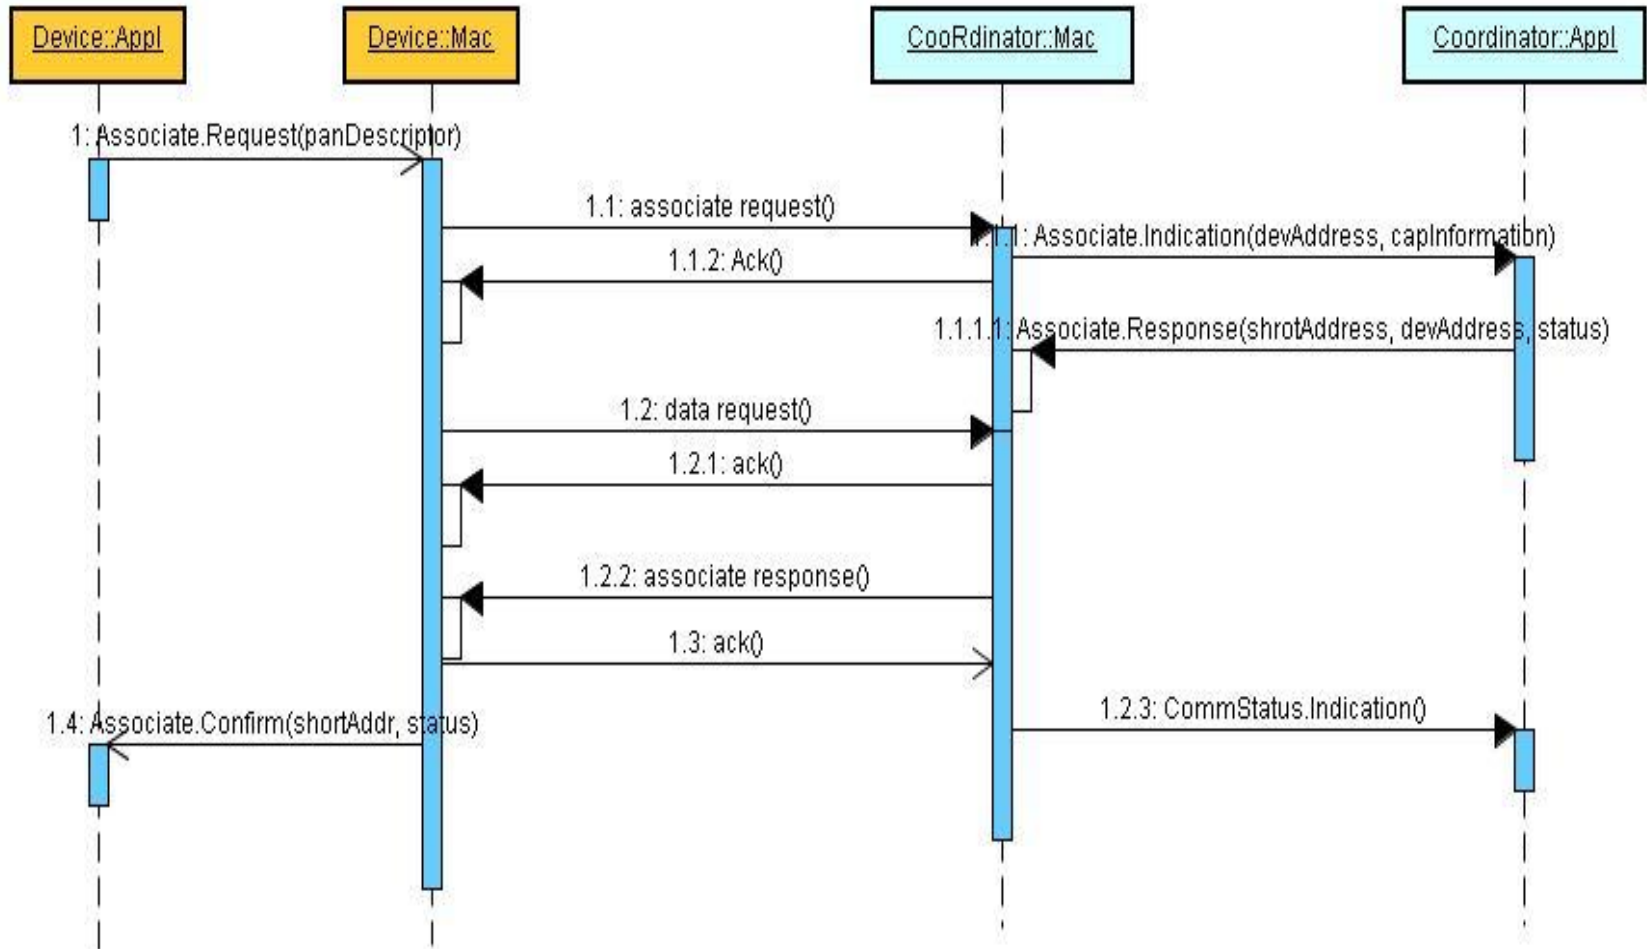 Device::Appl
Device::Mac
CooRdinator::Mac
Coordinator::Appl
1: Associate.Request(panDescriptor)
1.1: associate request()
1.1.1: Associate.Indication(devAddress, capInformation)
1.1.2: Ack()
1.1.1.1: Associate.Response(shrotAddress, devAddress, status)
1.2: data request()
1.2.1: ack()
1.2.2: associate response()
1.3: ack()
1.2.3: CommStatus.Indication()
1.4: Associate.Confirm(shortAddr, status)